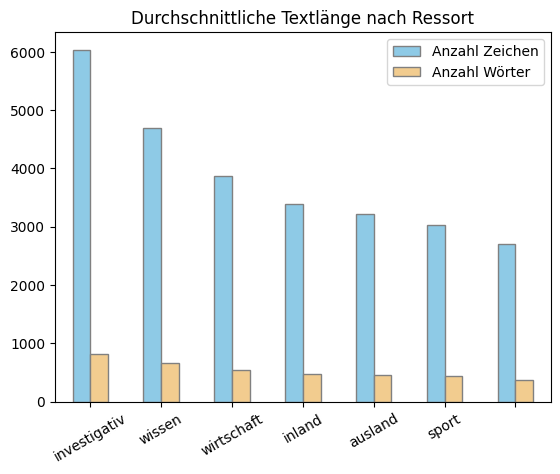 Durchschnittliche Textlänge nach Ressort
Anzahl Zeichen
Anzahl Wörter
6000
5000
4000
3000
2000
1000
0
investigativ
wissen
wirtschaft
inland
ausland
sport